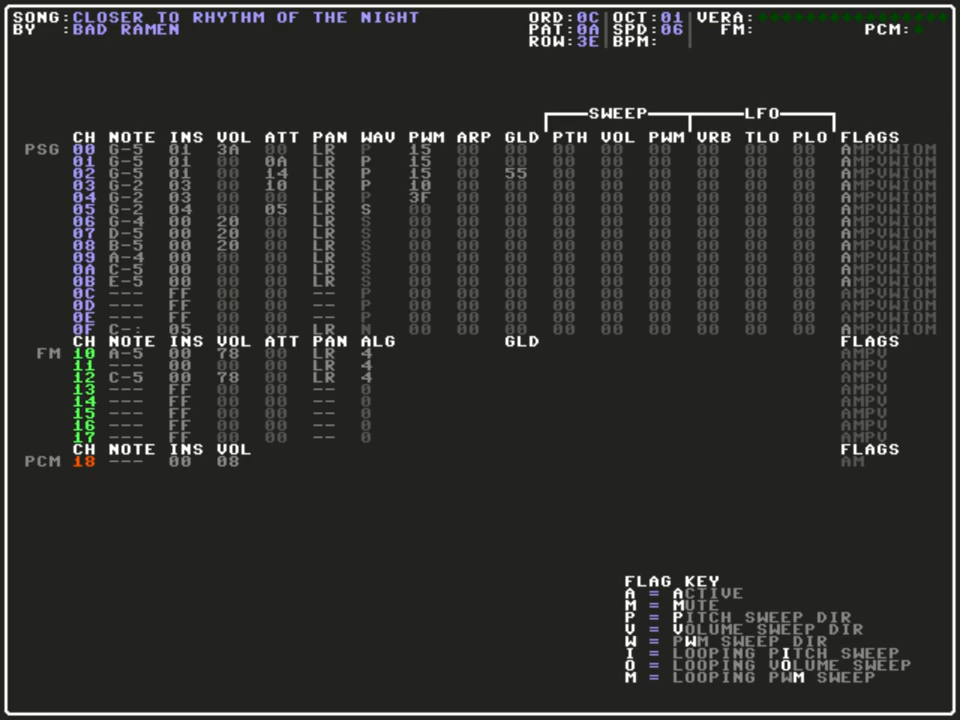 SONG:CLOSER TO RHYTHM OF THE NIGHT ORD:0C OCT:01 VERA:
BY :BAD RAMEN PAT:0A SPD:06 FM: PCM:
ROW:3E BPM:
SWEEP LFO
CH NOTE INS VOL ATT PAN WAV PWM ARP GLD PTH VOL PWM VRB TLO PLO FLAGS
PSG 00 G-5 01 3A 00 LR P 15 00 00 00 00 00 00 00 00 AMPVWIOM
01 G-5 01 00 0A LR P 15 00 00 00 00 00 00 00 00 AMPVWIOM
02 G-5 01 00 14 LR P 15 00 55 00 00 00 00 00 00 AMPVWIOM
03 G-2 03 00 10 LR P 10 00 00 00 00 00 00 00 00 AMPVWIOM
04 G-2 03 00 00 LR P 3F 00 00 00 00 00 00 00 00 AMPVWIOM
05 G-2 04 00 05 LR S 00 00 00 00 00 00 00 00 00 AMPVWIOM
06 G-4 00 20 00 LR S 00 00 00 00 00 00 00 00 00 AMPVWIOM
07 D-5 00 20 00 LR S 00 00 00 00 00 00 00 00 00 AMPVWIOM
08 B-5 00 20 00 LR S 00 00 00 00 00 00 00 00 00 AMPVWIOM
09 A-4 00 00 00 LR S 00 00 00 00 00 00 00 00 00 AMPVWIOM
0A C-5 00 00 00 LR S 00 00 00 00 00 00 00 00 00 AMPVWIOM
0B E-5 00 00 00 LR S 00 00 00 00 00 00 00 00 00 AMPVWIOM
0C --- FF 00 00 -- P 00 00 00 00 00 00 00 00 00 AMPVWIOM
0D --- FF 00 00 -- P 00 00 00 00 00 00 00 00 00 AMPVWIOM
0E --- FF 00 00 -- P 00 00 00 00 00 00 00 00 00 AMPVWIOM
0F C-: 05 00 00 LR N 00 00 00 00 00 00 00 00 00 AMPVWIOM
CH NOTE INS VOL ATT PAN ALG GLD FLAGS
FM 10 A-5 00 78 00 LR 4 AMPV
11 --- 00 00 00 LR 4 AMPV
12 C-5 00 78 00 LR 4 AMPV
13 --- FF 00 00 -- 0 AMPV
14 --- FF 00 00 -- 0 AMPV
15 --- FF 00 00 -- 0 AMPV
16 --- FF 00 00 -- 0 AMPV
17 --- FF 00 00 -- 0 AMPV
CH NOTE INS VOL FLAGS
PCM 18 --- 00 08 AM
FLAG KEY
A = ACTIVE
M = MUTE
P = PITCH SWEEP DIR
V = VOLUME SWEEP DIR
W = PWM SWEEP DIR
I = LOOPING PITCH SWEEP
O = LOOPING VOLUME SWEEP
M = LOOPING PWM SWEEP